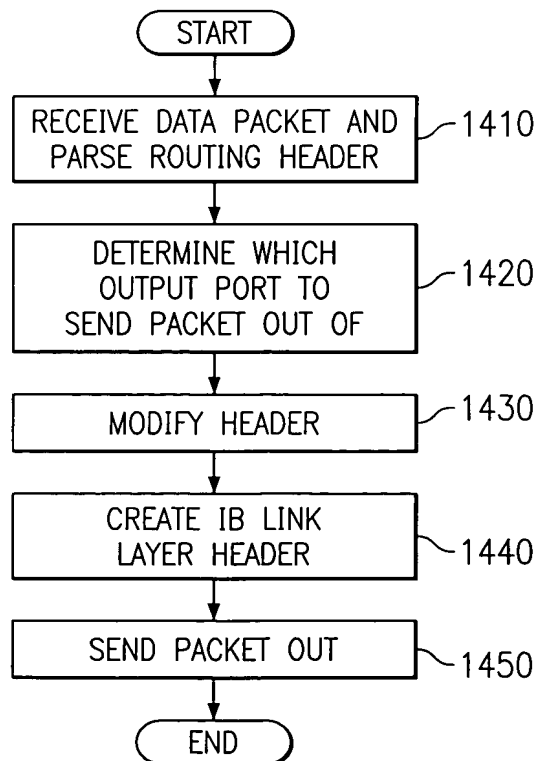 START
RECEIVE DATA PACKET AND
PARSE ROUTING HEADER
1410
DETERMINE WHICH
OUTPUT PORT TO
SEND PACKET OUT OF
1420
MODIFY HEADER
1430
CREATE IB LINK
LAYER HEADER
1440
SEND PACKET OUT
1450
END